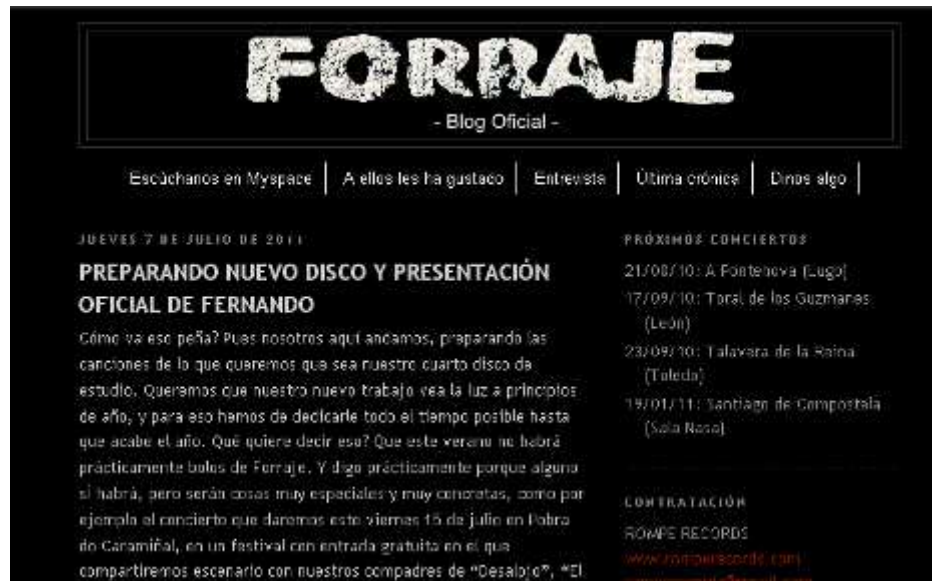 FORRAJE
- Blog Oficial -
Escúchanos en Myspace
A ellos les ha gustado
Entrevista
Última crónica
Dinos algo
JUEVES 7 DE JULIO DE 2011
PREPARANDO NUEVO DISCO Y PRESENTACIÓN
OFICIAL DE FERNANDO
Cómo va eso peña? Pues nosotros aquí andamos, preparando las
canciones de lo que queremos que sea nuestro cuarto disco de
estudio. Queremos que nuestro nuevo trabajo vea la luz a principios
de año, y para eso hemos de dedicarle todo el tiempo posible hasta
que acabe el año. Qué quiere decir eso? Que este verano no habrá
prácticamente bolos de Forraje. Y digo prácticamente porque alguno
sí habrá, pero serán cosas muy especiales y muy concretas, como por
ejemplo el concierto que daremos este viernes 15 de julio en Pobra
do Caramiñal, en un festival con entrada gratuita en el que
compartiremos escenario con nuestros compadres de “Desalojo”, “El
PRÓXIMOS CONCIERTOS
21/08/10: A Pontenova (Lugo)
17/09/10: Toral de los Guzmanes
(León)
23/09/10: Talavera de la Reina
(Toledo)
19/01/11: Santiago de Compostela
(Sala Nasa)
CONTRATACIÓN
ROMPE RECORDS
www.romperecords.com